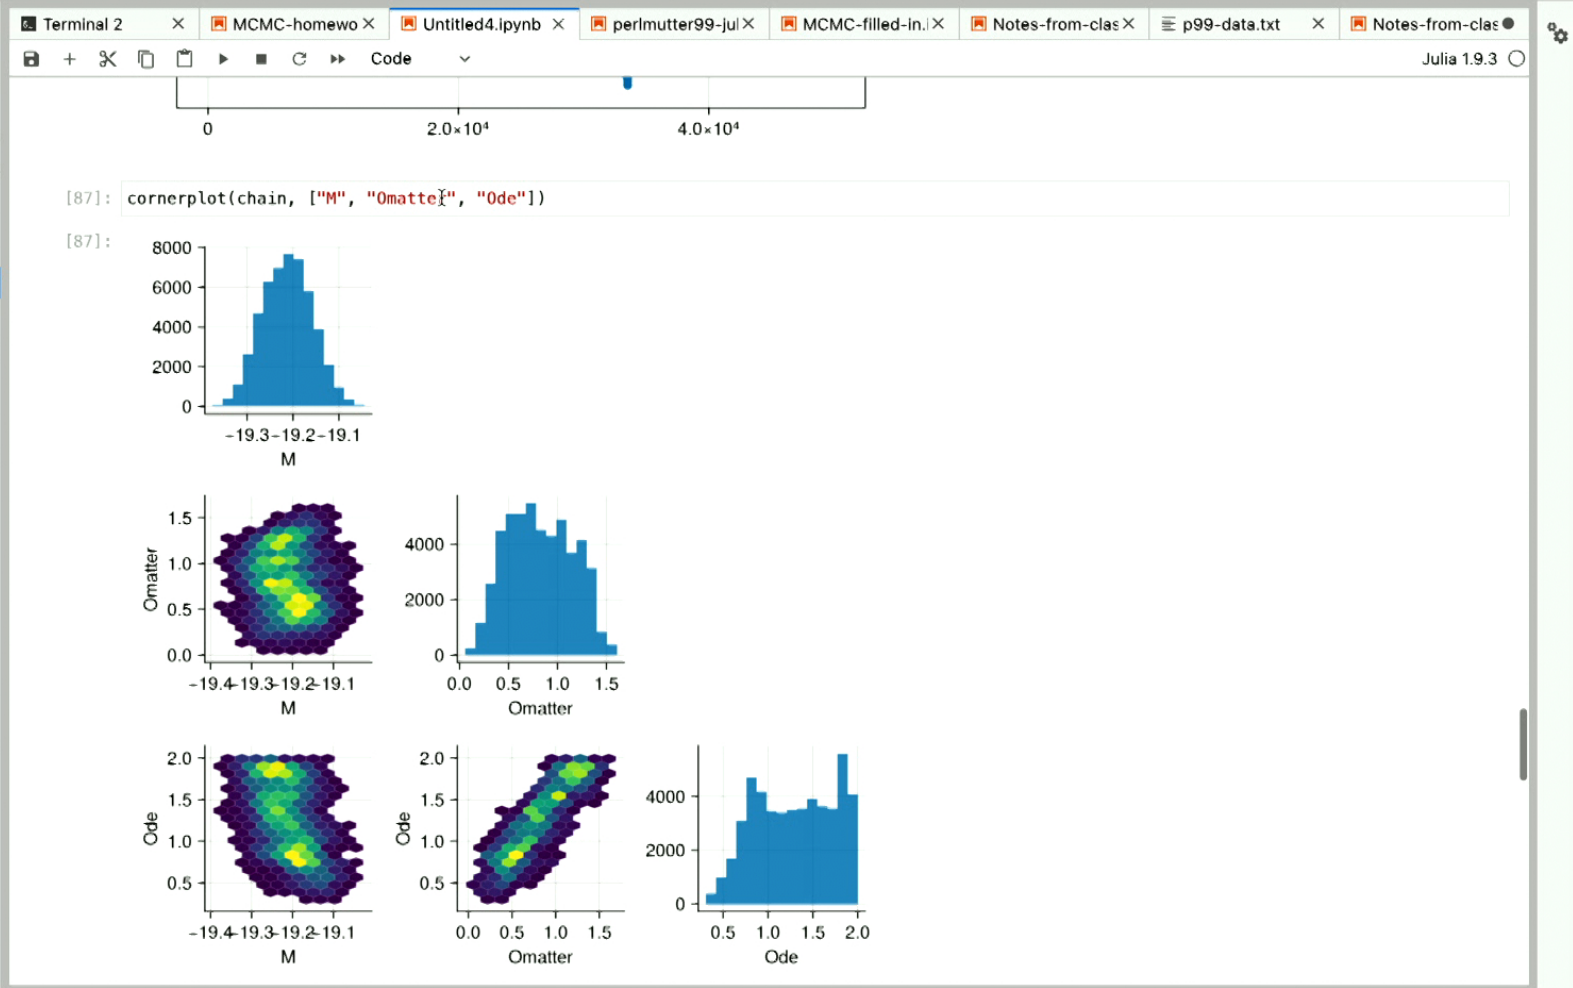 Terminal 2
MCMC-homewo
Untitled4.ipynb
perlmutter99-jul
MCMC-filled-in.
Notes-from-clas
p99-data.txt
Notes-from-clas
Code
Julia 1.9.3
0
2.0×10⁴
4.0×10⁴
[87]:
cornerplot(chain, ["M", "Omatter", "Ode"])
[87]:
8000
6000
4000
2000
0
-19.3
-19.2
-19.1
M
1.5
1.0
0.5
0.0
Omatter
-19.4
-19.3
-19.2
-19.1
M
4000
2000
0
0.0
0.5
1.0
1.5
Omatter
2.0
1.5
1.0
0.5
Ode
-19.4
-19.3
-19.2
-19.1
M
2.0
1.5
1.0
0.5
Ode
0.0
0.5
1.0
1.5
Omatter
4000
2000
0
0.5
1.0
1.5
2.0
Ode